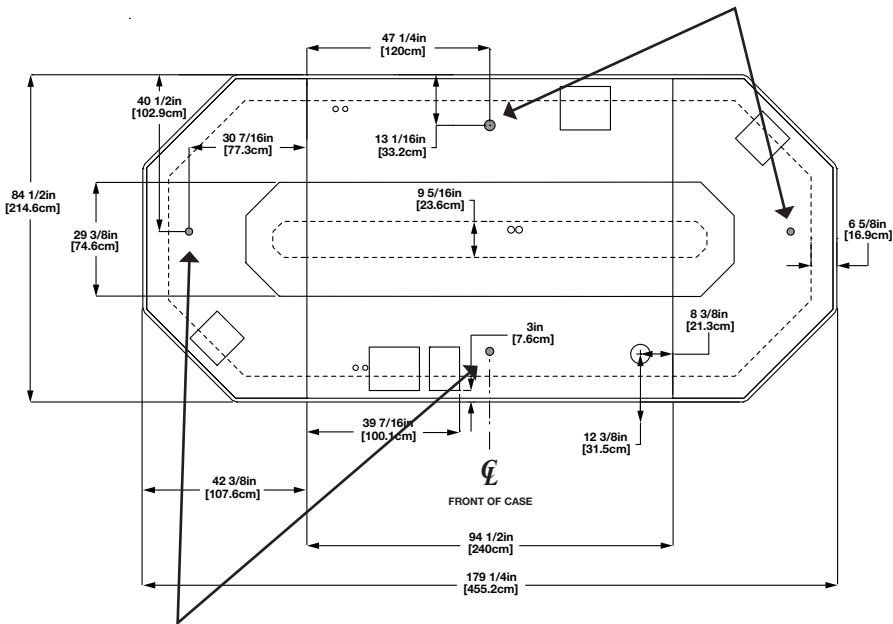 47 1/4in
[120cm]
40 1/2in
[102.9cm]
30 7/16in
[77.3cm]
13 1/16in
[33.2cm]
84 1/2in
[214.6cm]
29 3/8in
[74.6cm]
9 5/16in
[23.6cm]
6 5/8in
[16.9cm]
8 3/8in
[21.3cm]
3in
[7.6cm]
39 7/16in
[100.1cm]
12 3/8in
[31.5cm]
CL
FRONT OF CASE
42 3/8in
[107.6cm]
94 1/2in
[240cm]
179 1/4in
[455.2cm]